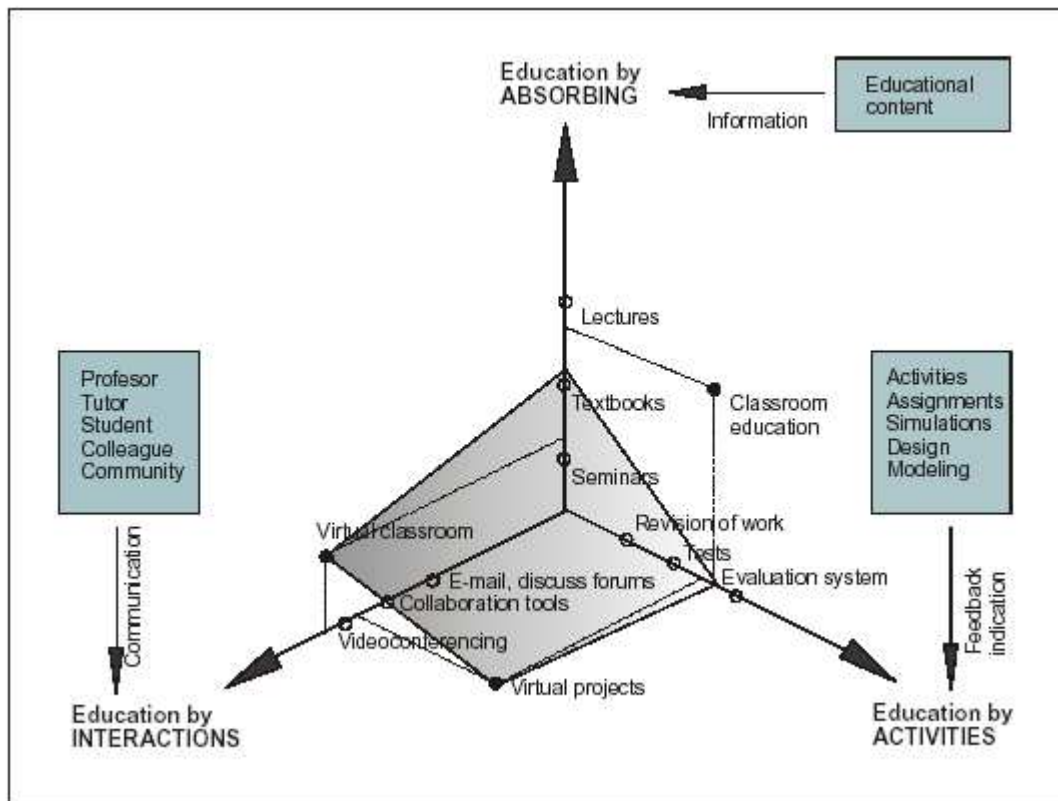 Education by
ABSORBING
Information
Educational
content
Lectures
Textbooks
Seminars
Classroom
education
Profesor
Tutor
Student
Colleague
Community
Activities
Assignments
Simulations
Design
Modeling
Virtual classroom
Revision of work
Tests
Evaluation system
E-mail, discuss forums
Collaboration tools
Videoconferencing
Virtual projects
Communication
Feedback
indication
Education by
INTERACTIONS
Education by
ACTIVITIES